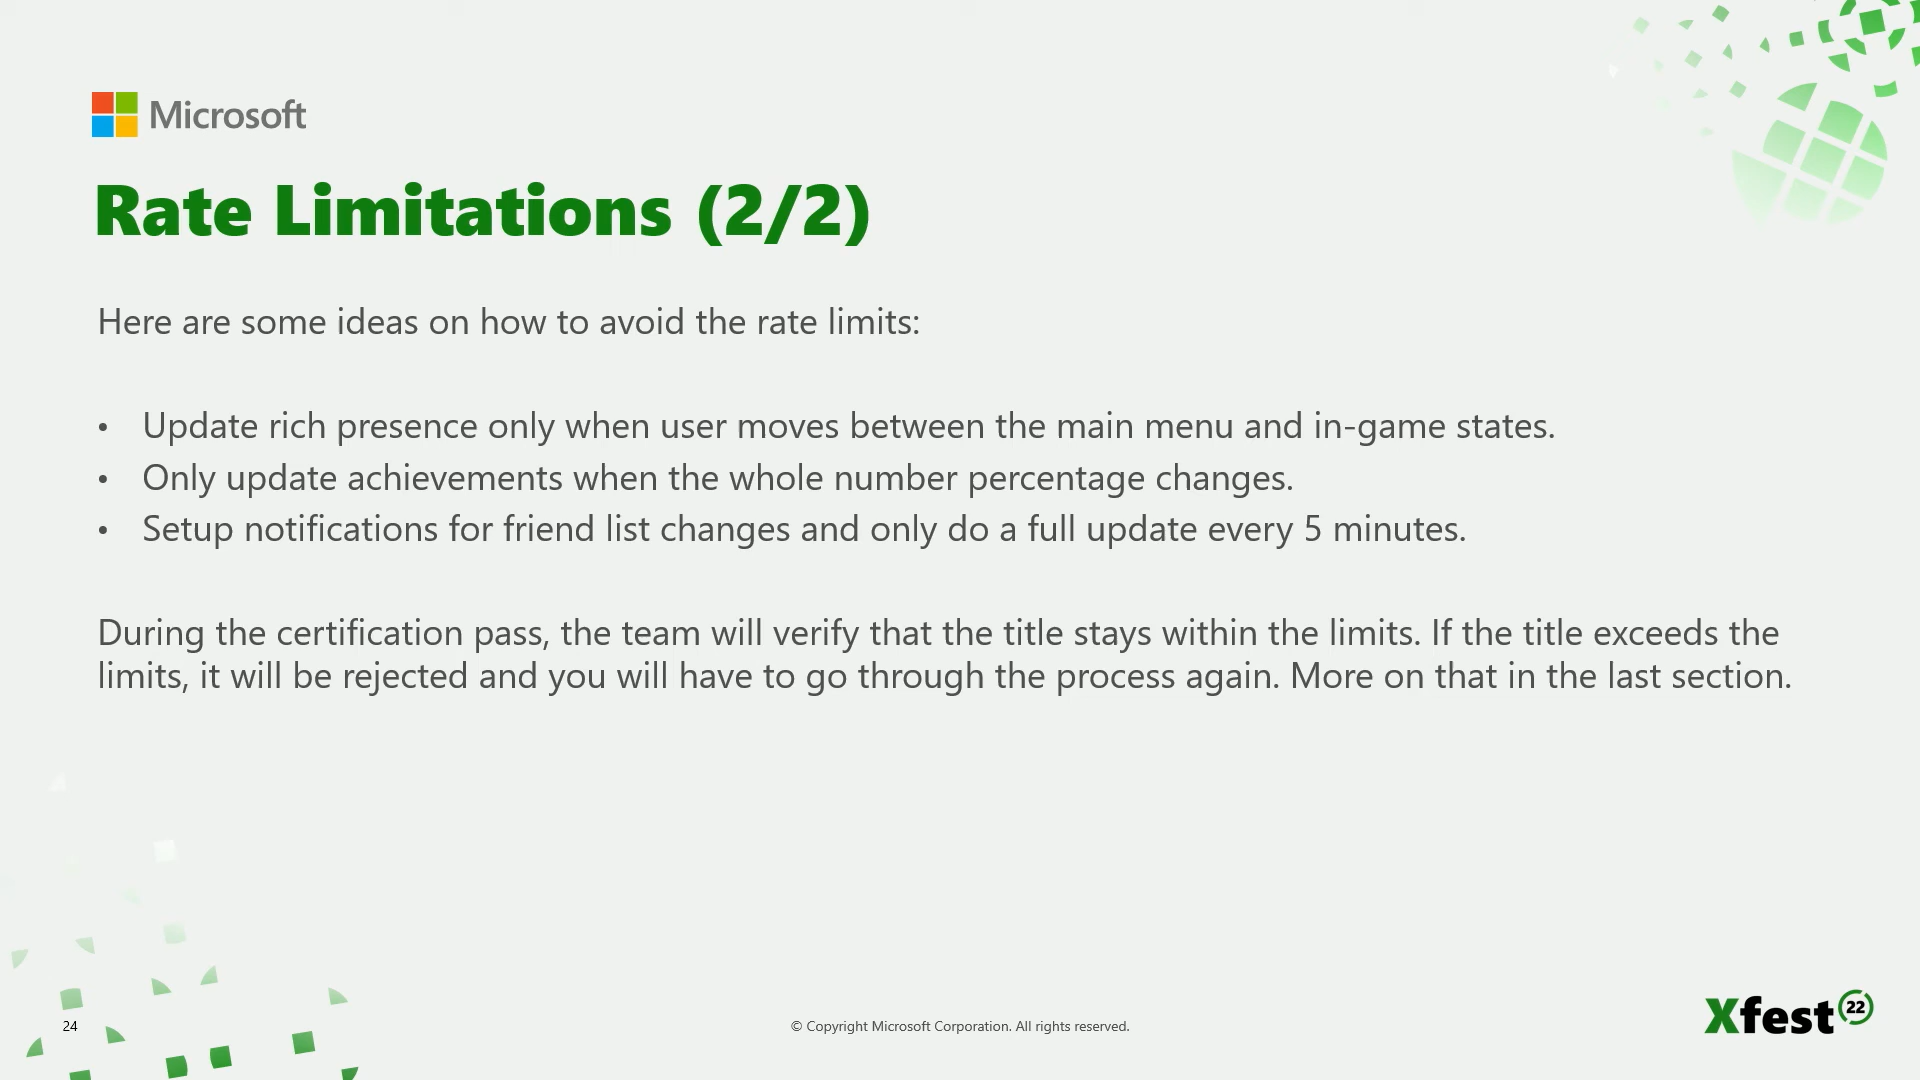 Microsoft
Rate Limitations (2/2)
Here are some ideas on how to avoid the rate limits:
• Update rich presence only when user moves between the main menu and in-game states.
• Only update achievements when the whole number percentage changes.
• Setup notifications for friend list changes and only do a full update every 5 minutes.
During the certification pass, the team will verify that the title stays within the limits. If the title exceeds the
limits, it will be rejected and you will have to go through the process again. More on that in the last section.
24
© Copyright Microsoft Corporation. All rights reserved.
Xfest 22